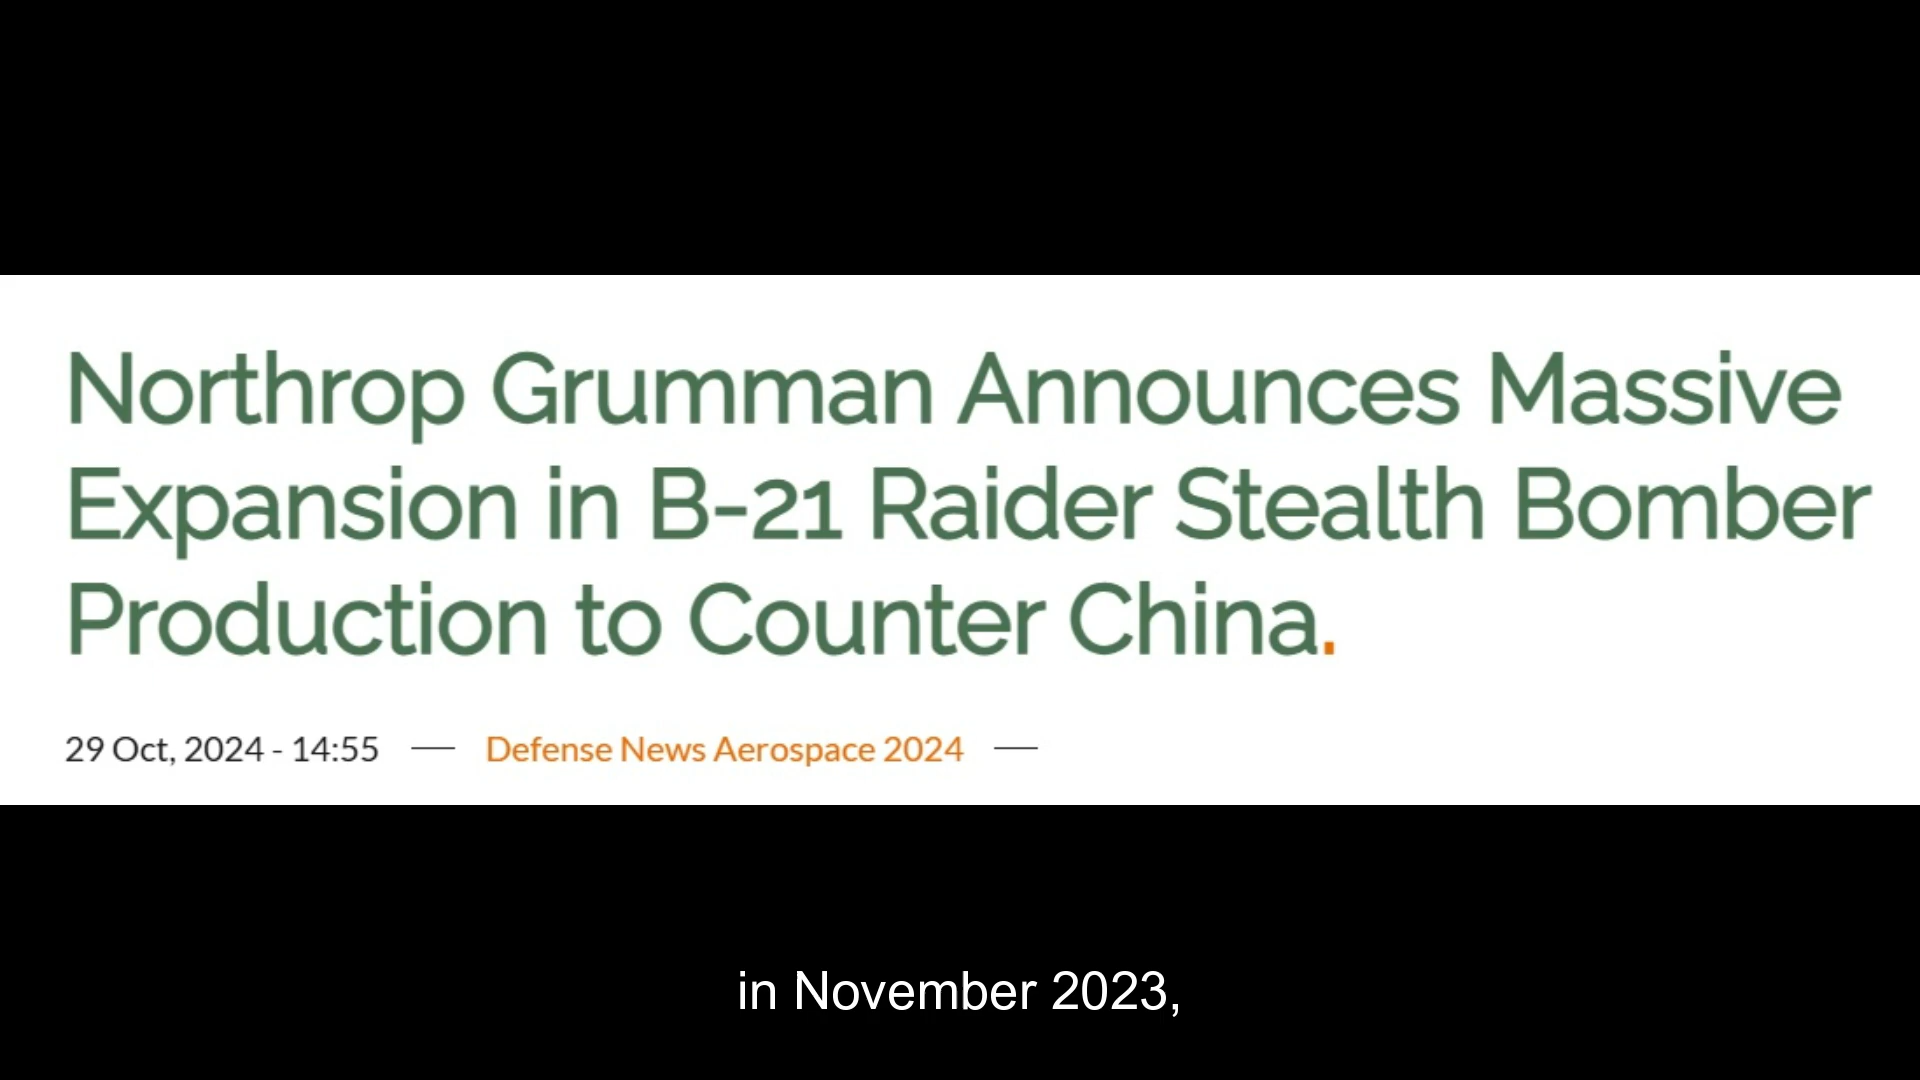 Northrop Grumman Announces Massive
Expansion in B-21 Raider Stealth Bomber
Production to Counter China.
29 Oct, 2024 - 14:55 — Defense News Aerospace 2024 —
in November 2023,